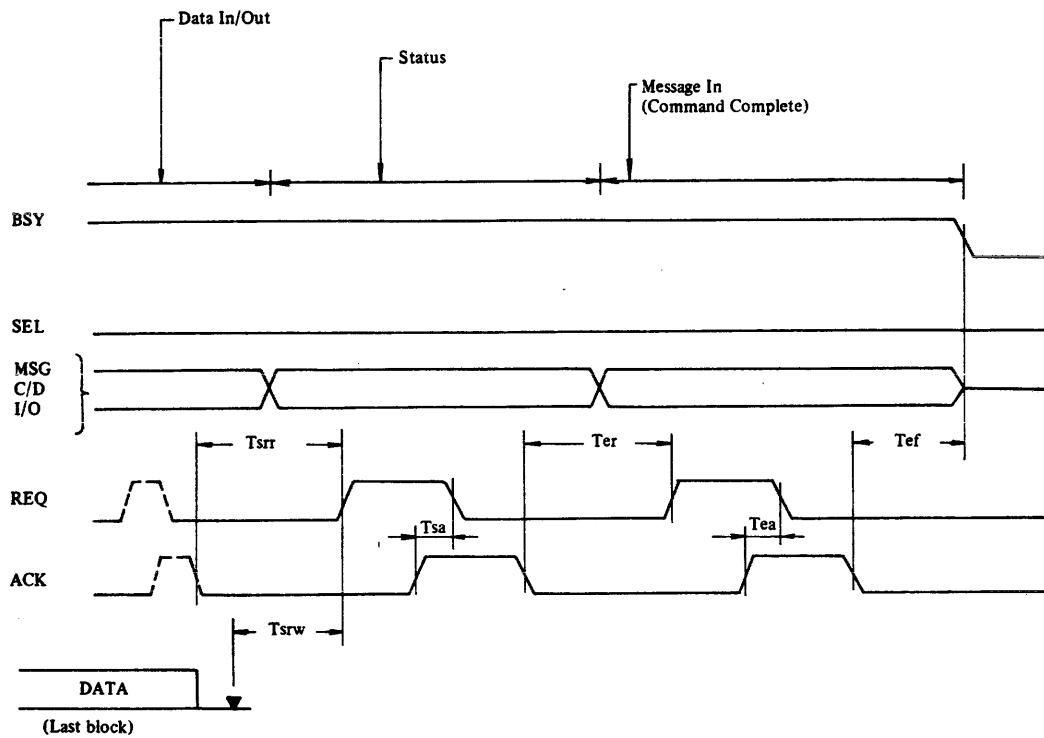 Data In/Out
Status
Message In
(Command Complete)
BSY
SEL
MSG
C/D
I/O
Tsrr
Ter
Tef
REQ
Tsa
Tea
ACK
Tsrw
DATA
(Last block)